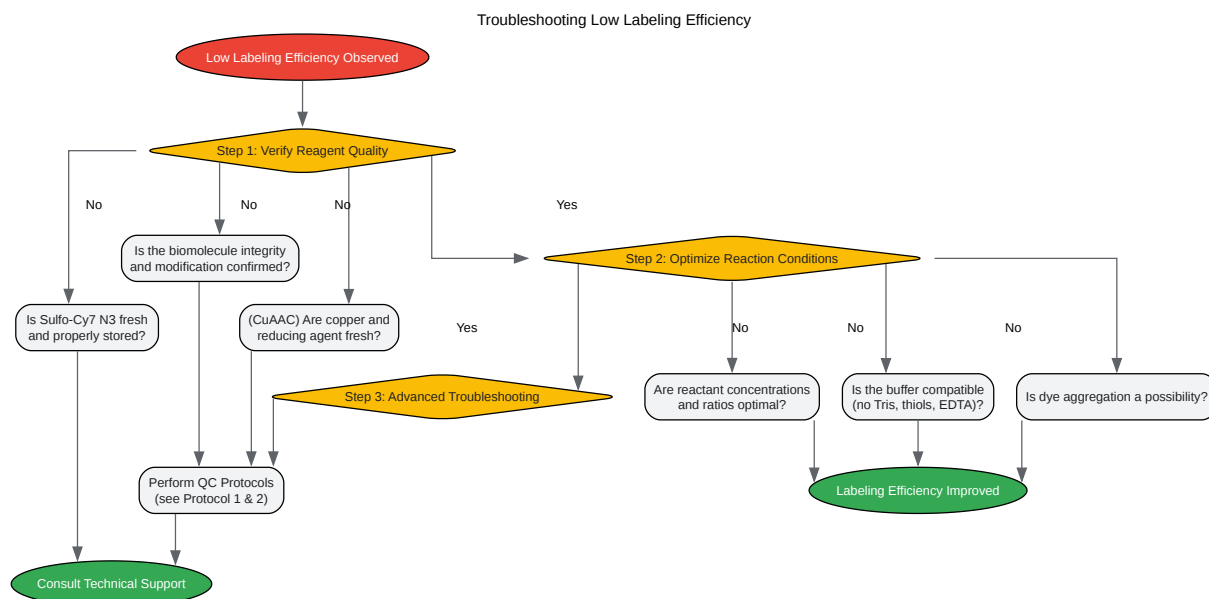 Troubleshooting Low Labeling Efficiency
Low Labeling Efficiency Observed
Step 1: Verify Reagent Quality
No
No
No
Yes
Is the biomolecule integrity
and modification confirmed?
Step 2: Optimize Reaction Conditions
Is Sulfo-Cy7 N3 fresh
and properly stored?
(CuAAC) Are copper and
reducing agent fresh?
Yes
No
No
No
Step 3: Advanced Troubleshooting
Are reactant concentrations
and ratios optimal?
Is the buffer compatible
(no Tris, thiols, EDTA)?
Is dye aggregation a possibility?
Perform QC Protocols
(see Protocol 1 & 2)
Labeling Efficiency Improved
Consult Technical Support